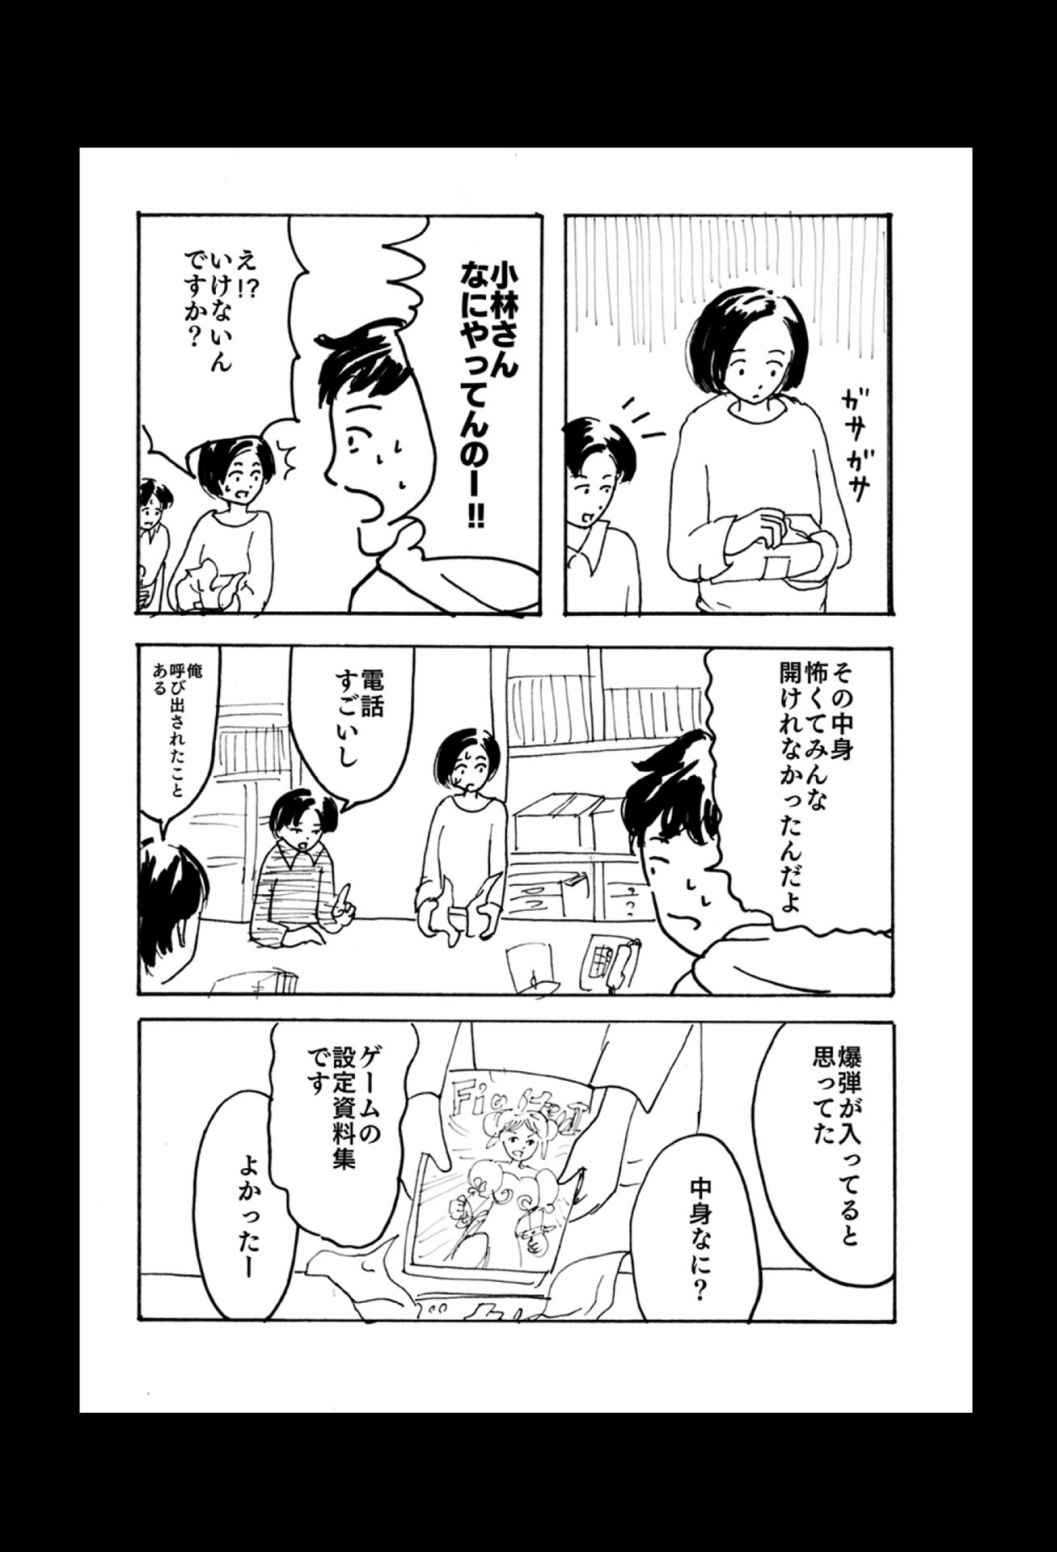 ガサガサ
小林さん
なにやってんのー!!
え!?
いけないん
ですか?
その中身
怖くてみんな
開けれなかったんだよ
電話
すごいし
俺
呼び出されたこと
ある
爆弾が入ってると
思ってた
中身なに?
ゲームの
設定資料集
です
よかったー